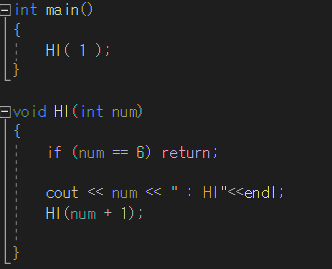 int main()
{
HI( 1 );
}
void HI(int num)
{
if (num == 6) return;
cout << num << " : HI"<<endl;
HI(num + 1);
}